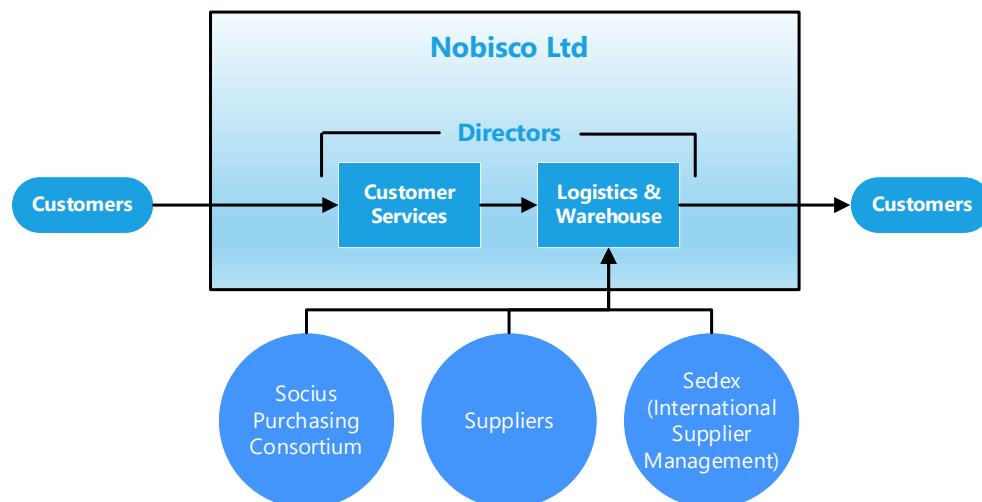 Nobisco Ltd
Directors
Customers
Customer
Services
Logistics &
Warehouse
Customers
Socius
Purchasing
Consortium
Suppliers
Sedex
(International
Supplier
Management)